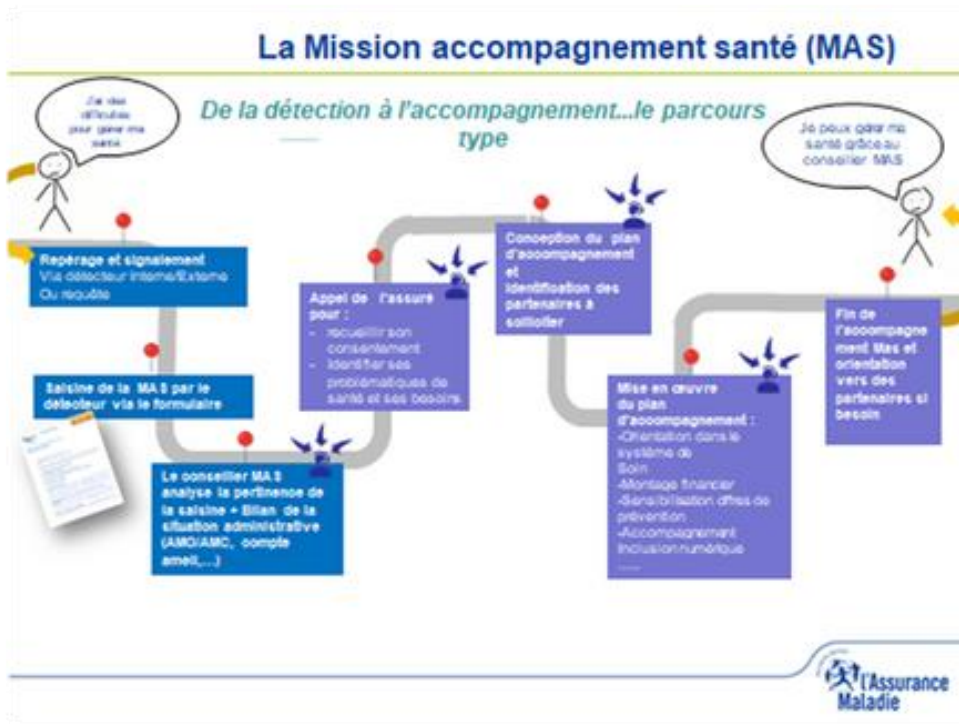 La Mission accompagnement santé (MAS)
De la détection à l'accompagnement...le parcours
type
J'ai des
difficultés
pour gérer ma
santé
Je peux gérer ma
santé grâce au
conseiller MAS
Repérage et signalement
Via détecteur Interne/Externe
Ou requête
Saisine de la MAS par le
détecteur via le formulaire
Le conseiller MAS
analyse la pertinence de
la saisine + Bilan de la
situation administrative
(AMO/AMC, compte
ameli,...)
Appel de l'assuré
pour :
- recueillir son
consentement
- Identifier ses
problématiques de
santé et ses besoins
Conception du plan
d'accompagnement
et
identification des
partenaires à
solliciter
Mise en œuvre
du plan
d'accompagnement :
-Orientation dans le
système de
Soin
-Montage financier
-Sensibilisation offres de
prévention
-Accompagnement
Inclusion numérique
......
Fin de
l'accompagne
ment Mas et
orientation
vers des
partenaires si
besoin
l'Assurance
Maladie